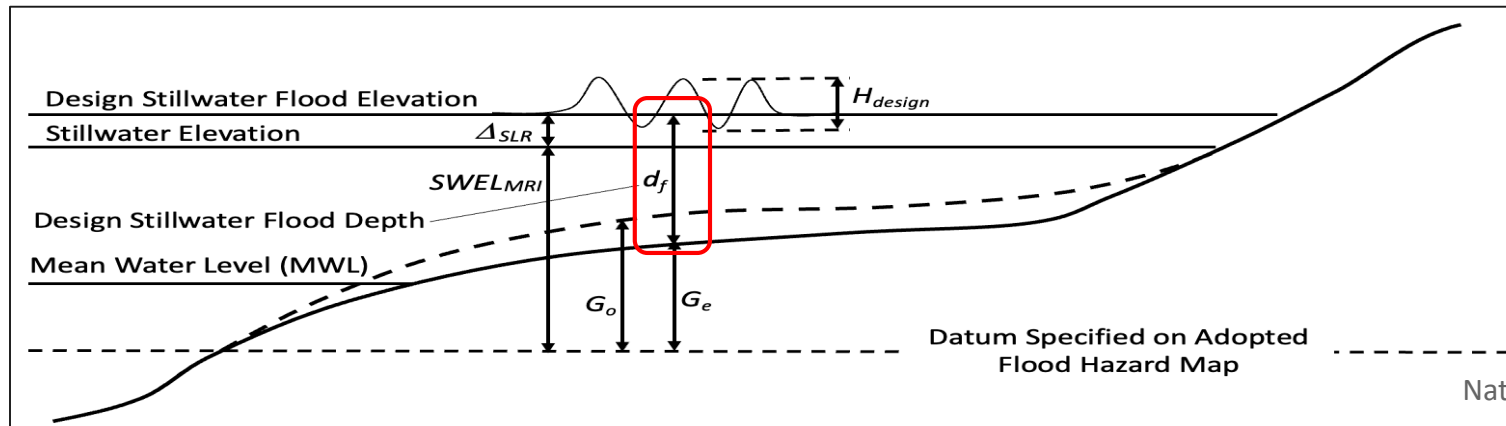 Design Stillwater Flood Elevation
H_design
Stillwater Elevation
Δ_SLR
SWEL_MRI
d_f
Design Stillwater Flood Depth
Mean Water Level (MWL)
G_o
G_e
Datum Specified on Adopted
Flood Hazard Map
Nat